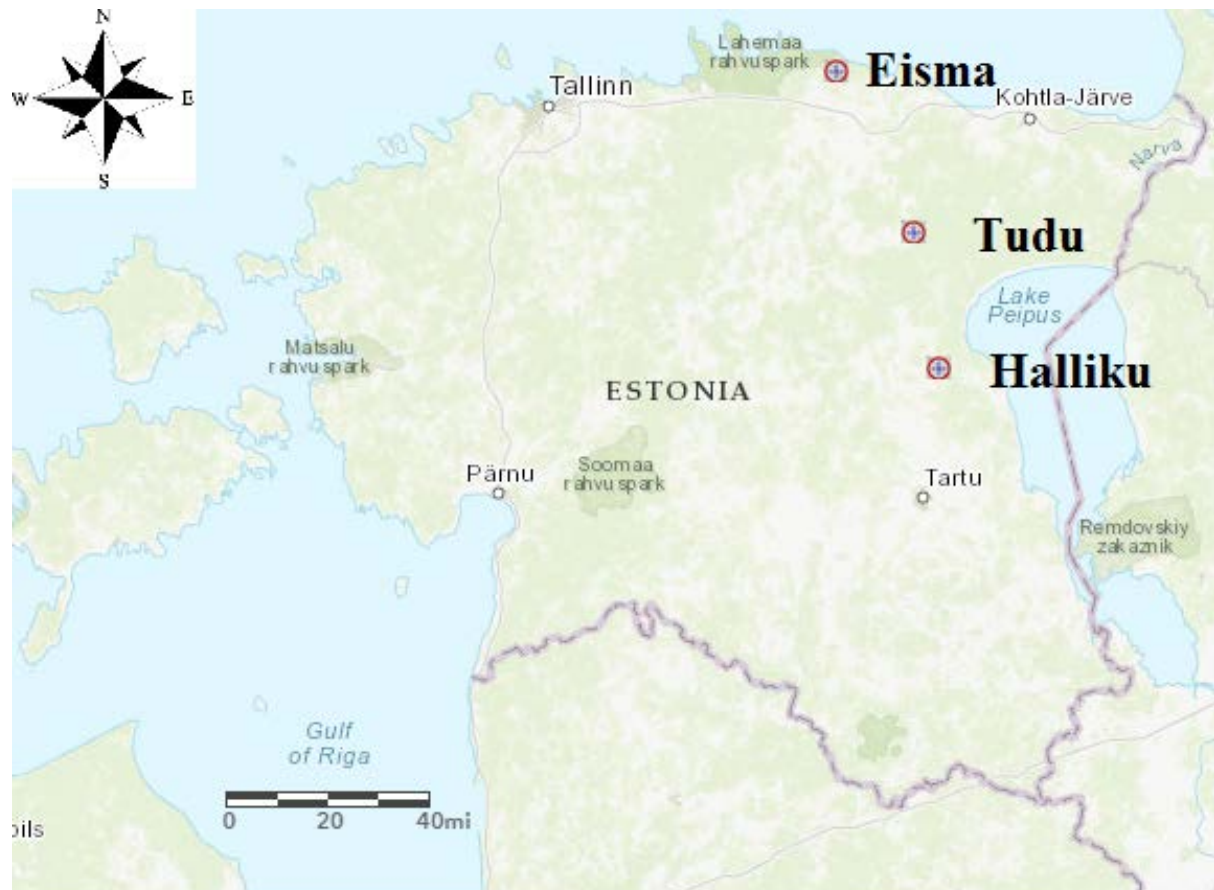 N
W
E
S
Lahemaa
rahvuspark
Eisma
Tallinn
Kohtla-Järve
Narva
Tudu
Lake
Peipus
Matsalu
rahvuspark
Halliku
ESTONIA
Pärnu
Soomaa
rahvuspark
Tartu
Remdovskiy
zakaznik
Gulf
of Riga
0 20 40mi
oils